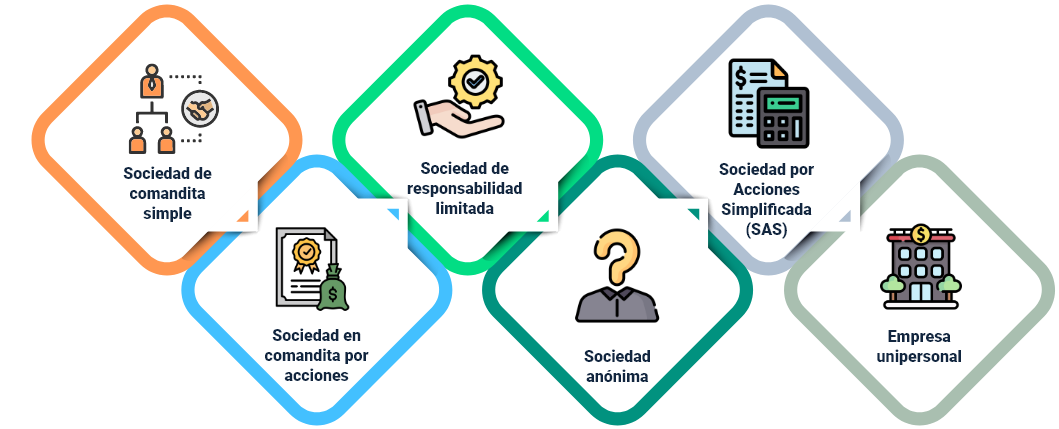 Sociedad de
comandita
simple
Sociedad en
comandita por
acciones
Sociedad de
responsabilidad
limitada
Sociedad
anónima
Sociedad por
Acciones
Simplificada
(SAS)
Empresa
unipersonal